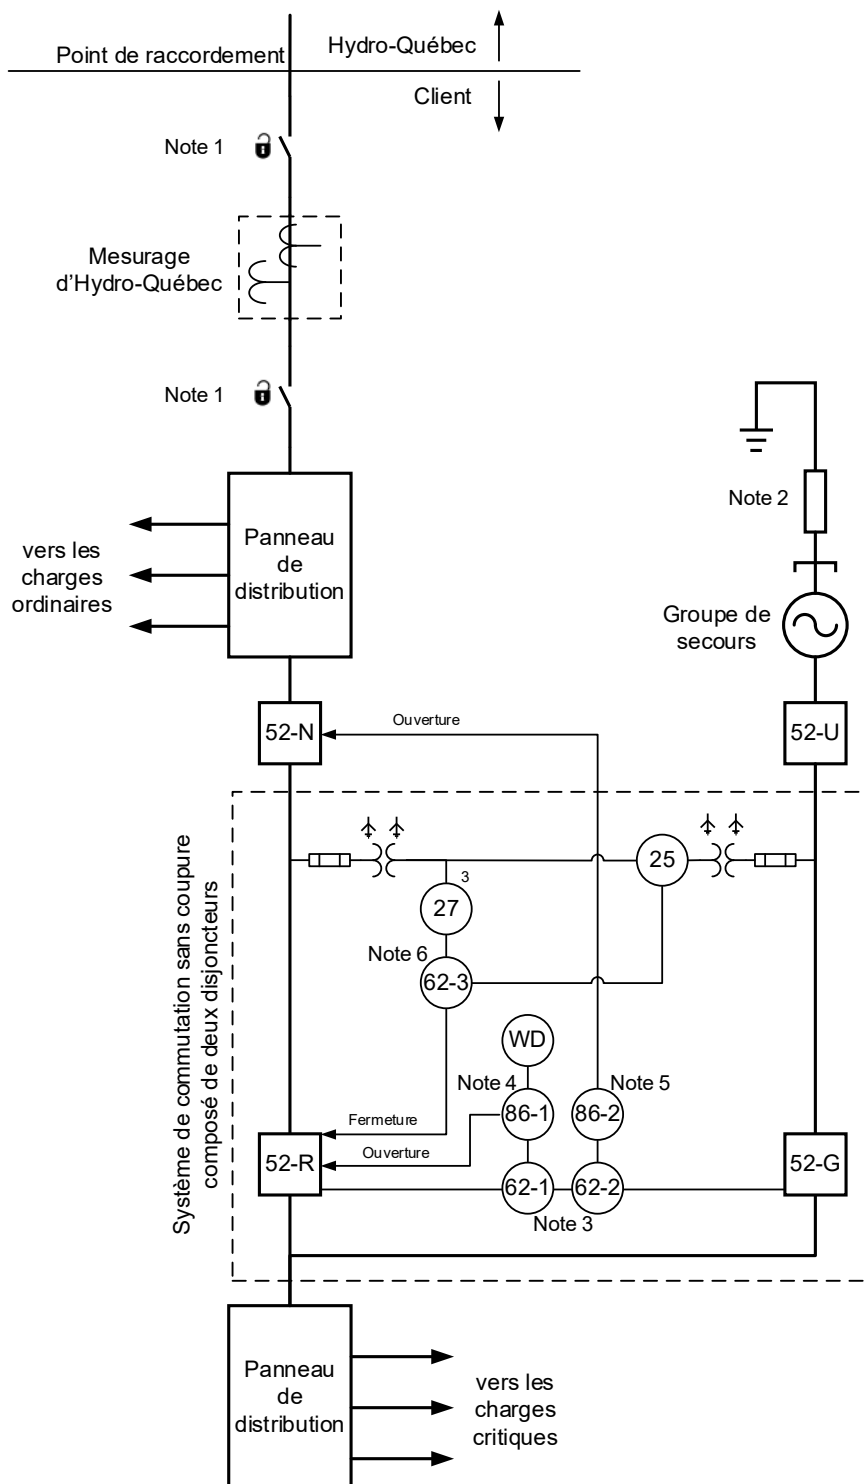 Point de raccordement
Hydro-Québec
Client
Note 1
Mesurage
d'Hydro-Québec
Note 1
Note 2
Panneau
de
distribution
vers les
charges
ordinaires
Groupe de
secours
52-N
Ouverture
52-U
25
3
27
Note 6
62-3
WD
Note 4
Note 5
86-1
86-2
Fermeture
Ouverture
52-R
52-G
62-1
62-2
Note 3
Système de commutation sans coupure
composé de deux disjoncteurs
Panneau
de
distribution
vers les
charges
critiques